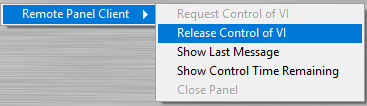 Remote Panel Client
Request Control of VI
Release Control of VI
Show Last Message
Show Control Time Remaining
Close Panel